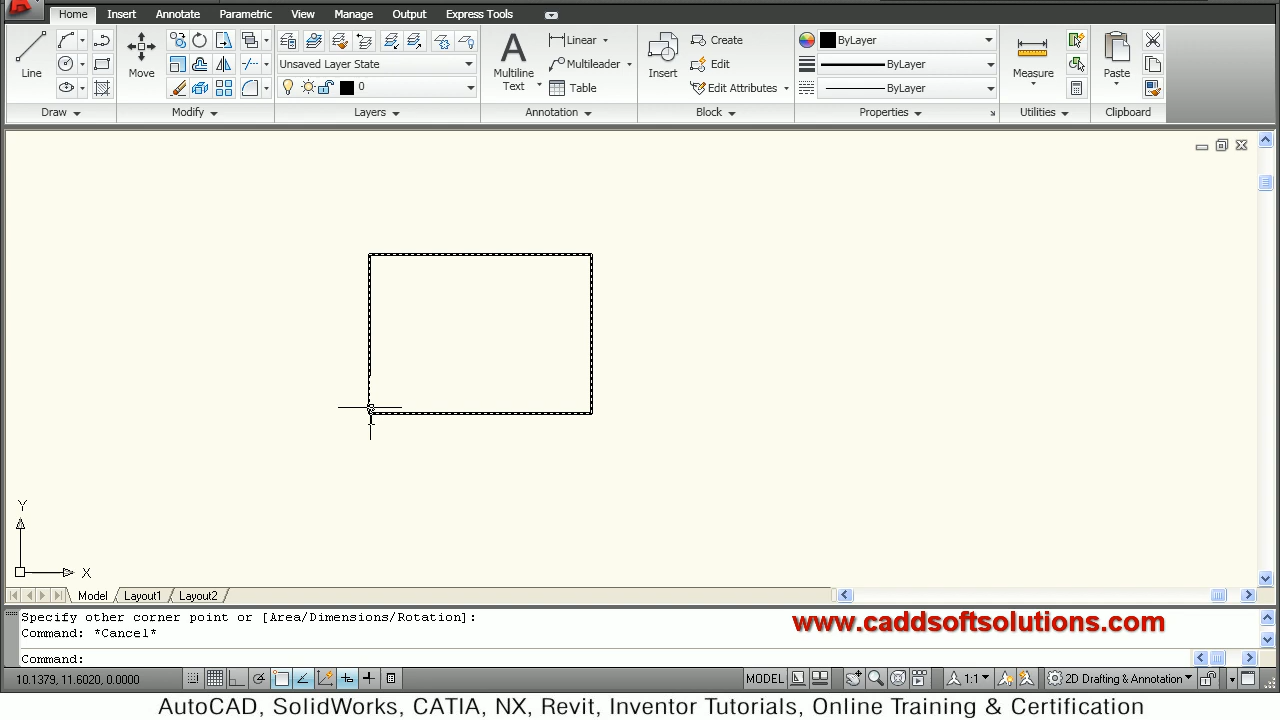 Home Insert Annotate Parametric View Manage Output Express Tools
Line Move Unsaved Layer State 0 Multiline Text Linear Multileader Table Insert Create Edit Edit Attributes ByLayer ByLayer ByLayer Measure Paste
Draw Modify Layers Annotation Block Properties Utilities Clipboard
Y
X
Model Layout1 Layout2
Specify other corner point or [Area/Dimensions/Rotation]:
Command: *Cancel*
www.caddsoftsolutions.com
Command:
10.1379, 11.6020, 0.0000 MODEL 1:1 2D Drafting & Annotation
AutoCAD, SolidWorks, CATIA, NX, Revit, Inventor Tutorials, Online Training & Certification